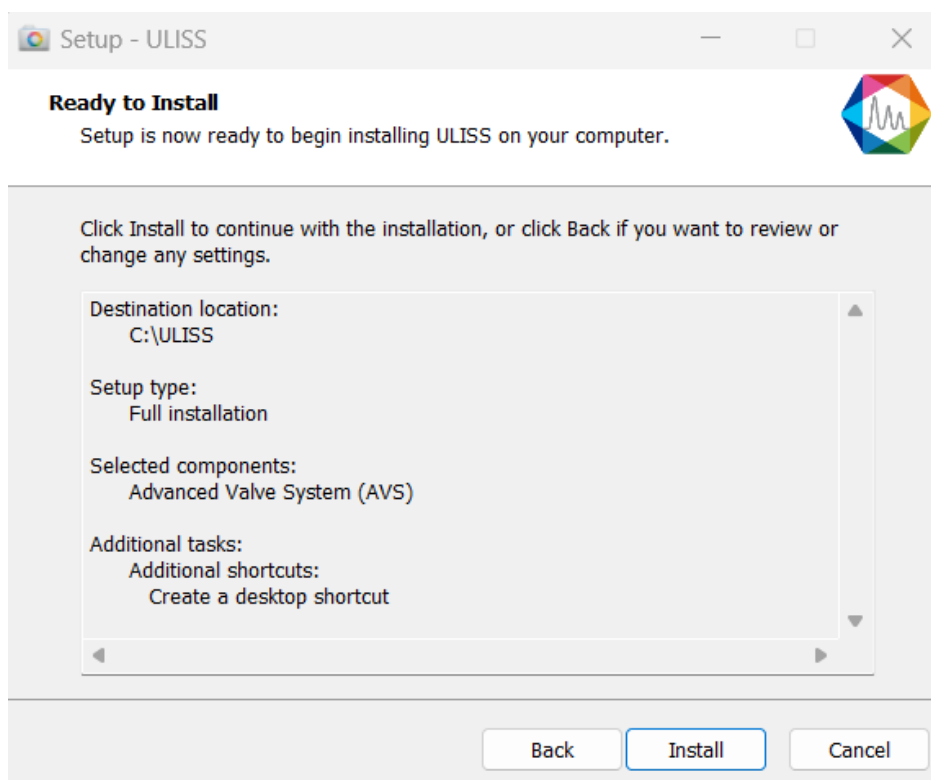 Setup - ULISS
Ready to Install
Setup is now ready to begin installing ULISS on your computer.
Click Install to continue with the installation, or click Back if you want to review or
change any settings.
Destination location:
C:\ULISS
Setup type:
Full installation
Selected components:
Advanced Valve System (AVS)
Additional tasks:
Additional shortcuts:
Create a desktop shortcut
Back
Install
Cancel